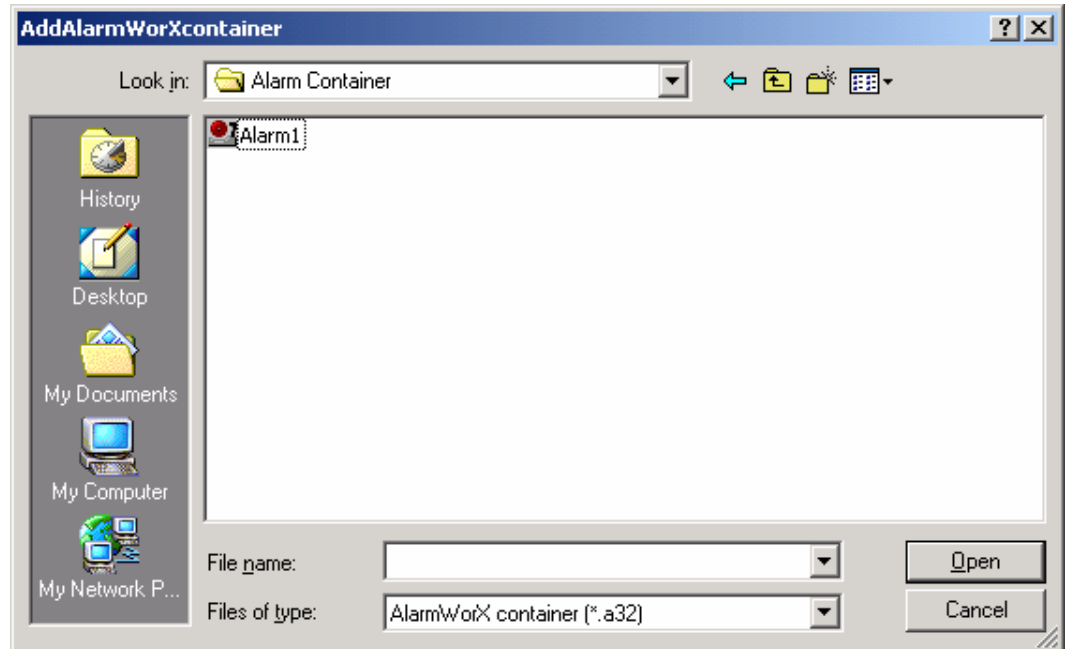 AddAlarmWorXcontainer
Look in: Alarm Container
Alarm1
History
Desktop
My Documents
My Computer
My Network P...
File name:
Open
Files of type: AlarmWorX container (*.a32)
Cancel